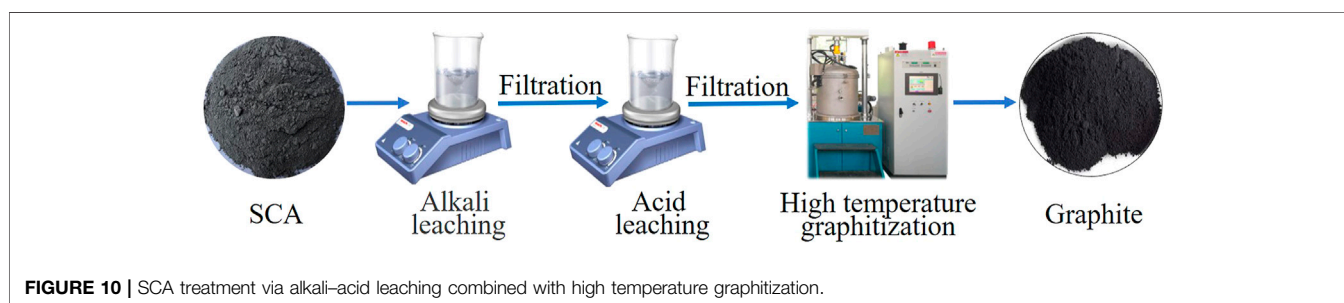 Filtration
Filtration
SCA
Alkali
leaching
Acid
leaching
High temperature
graphitization
Graphite
FIGURE 10 | SCA treatment via alkali–acid leaching combined with high temperature graphitization.